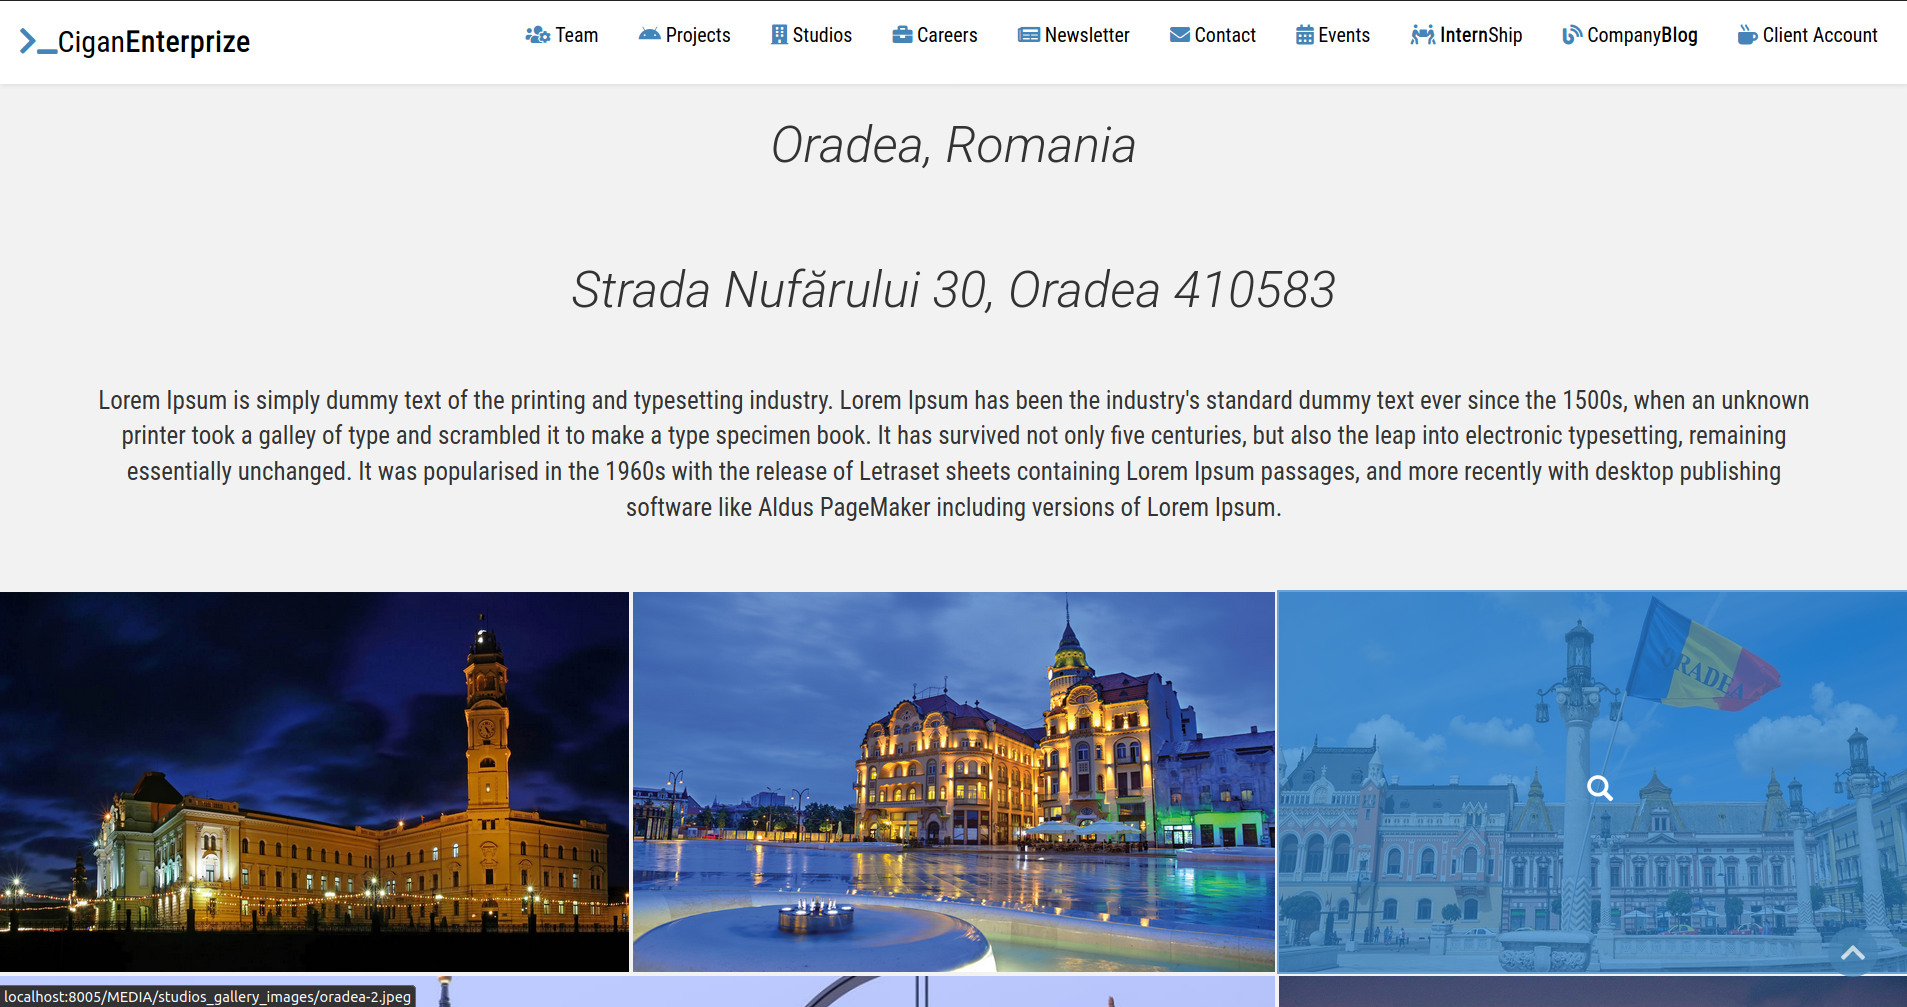 CiganEnterprize
Team
Projects
Studios
Careers
Newsletter
Contact
Events
InternShip
CompanyBlog
Client Account
Oradea, Romania
Strada Nufărului 30, Oradea 410583
Lorem Ipsum is simply dummy text of the printing and typesetting industry. Lorem Ipsum has been the industry's standard dummy text ever since the 1500s, when an unknown
printer took a galley of type and scrambled it to make a type specimen book. It has survived not only five centuries, but also the leap into electronic typesetting, remaining
essentially unchanged. It was popularised in the 1960s with the release of Letraset sheets containing Lorem Ipsum passages, and more recently with desktop publishing
software like Aldus PageMaker including versions of Lorem Ipsum.
ORADEA
localhost:8005/MEDIA/studios_gallery_images/oradea-2.jpeg